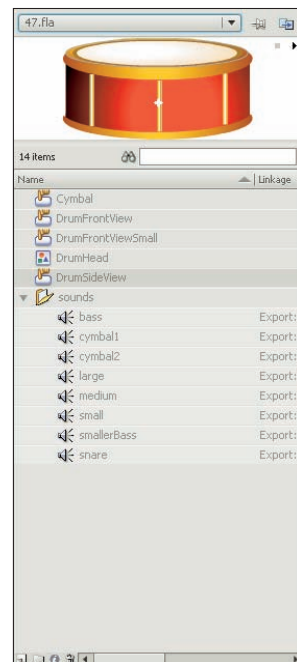 47.fla
14 items
Name Linkage
Cymbal
DrumFrontView
DrumFrontViewSmall
DrumHead
DrumSideView
sounds
bass Export:
cymbal1 Export:
cymbal2 Export:
large Export:
medium Export:
small Export:
smallerBass Export:
snare Export: